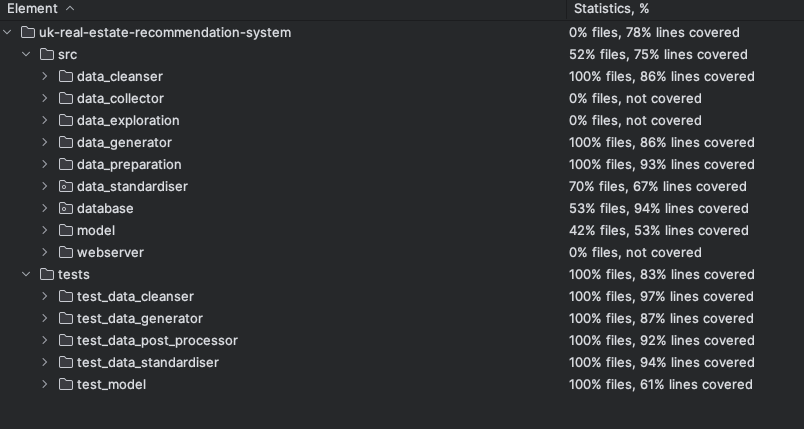 Element Statistics, %
uk-real-estate-recommendation-system 0% files, 78% lines covered
src 52% files, 75% lines covered
data_cleanser 100% files, 86% lines covered
data_collector 0% files, not covered
data_exploration 0% files, not covered
data_generator 100% files, 86% lines covered
data_preparation 100% files, 93% lines covered
data_standardiser 70% files, 67% lines covered
database 53% files, 94% lines covered
model 42% files, 53% lines covered
webserver 0% files, not covered
tests 100% files, 83% lines covered
test_data_cleanser 100% files, 97% lines covered
test_data_generator 100% files, 87% lines covered
test_data_post_processor 100% files, 92% lines covered
test_data_standardiser 100% files, 94% lines covered
test_model 100% files, 61% lines covered